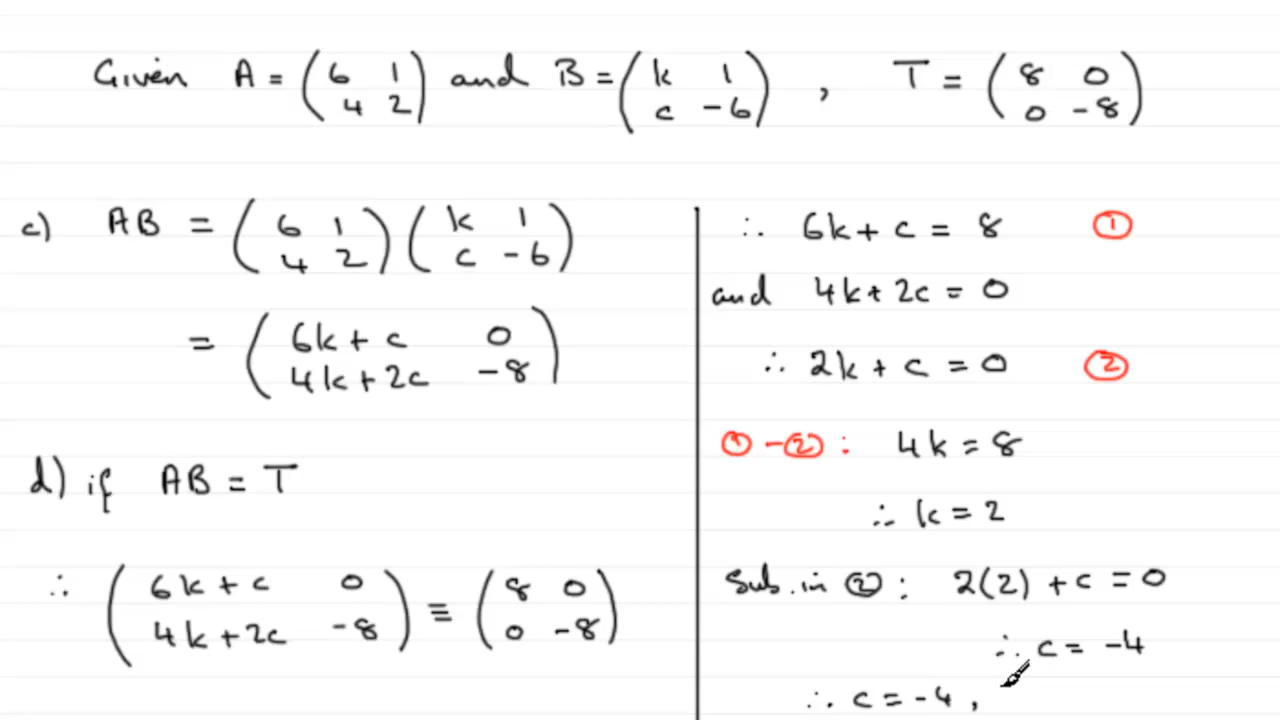 Given A = (6 1 / 4 2) and B = (k 1 / c -6) , T = (8 0 / 0 -8)
c) AB = (6 1 / 4 2) (k 1 / c -6)
= (6k + c 0 / 4k + 2c -8)
d) if AB = T
∴ (6k + c 0 / 4k + 2c -8) ≡ (8 0 / 0 -8)
∴ 6k + c = 8 ①
and 4k + 2c = 0
∴ 2k + c = 0 ②
① - ② : 4k = 8
∴ k = 2
Sub. in ② : 2(2) + c = 0
∴ c = -4
∴ c = -4 ,